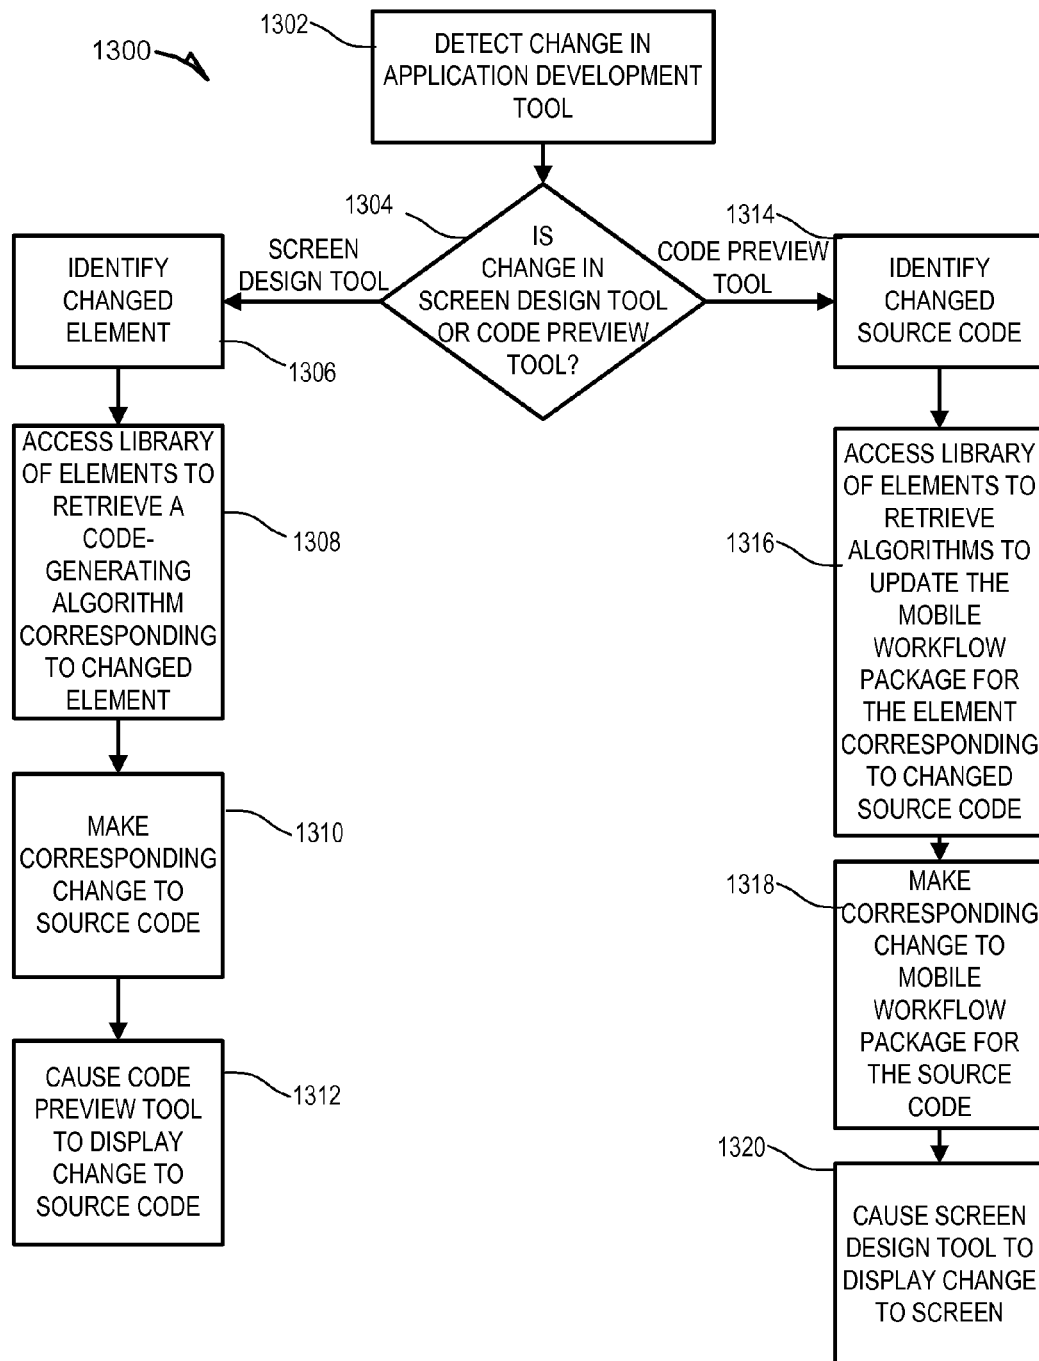 1300
1302
DETECT CHANGE IN
APPLICATION DEVELOPMENT
TOOL
1304
IS
CHANGE IN
SCREEN DESIGN TOOL
OR CODE PREVIEW
TOOL?
SCREEN
DESIGN TOOL
IDENTIFY
CHANGED
ELEMENT
1306
ACCESS LIBRARY
OF ELEMENTS TO
RETRIEVE A
CODE-
GENERATING
ALGORITHM
CORRESPONDING
TO CHANGED
ELEMENT
1308
MAKE
CORRESPONDING
CHANGE TO
SOURCE CODE
1310
CAUSE CODE
PREVIEW TOOL
TO DISPLAY
CHANGE TO
SOURCE CODE
1312
CODE PREVIEW
TOOL
1314
IDENTIFY
CHANGED
SOURCE CODE
1316
ACCESS LIBRARY
OF ELEMENTS TO
RETRIEVE
ALGORITHMS TO
UPDATE THE
MOBILE
WORKFLOW
PACKAGE FOR
THE ELEMENT
CORRESPONDING
TO CHANGED
SOURCE CODE
1318
MAKE
CORRESPONDING
CHANGE TO
MOBILE
WORKFLOW
PACKAGE FOR
THE SOURCE
CODE
1320
CAUSE SCREEN
DESIGN TOOL TO
DISPLAY CHANGE
TO SCREEN